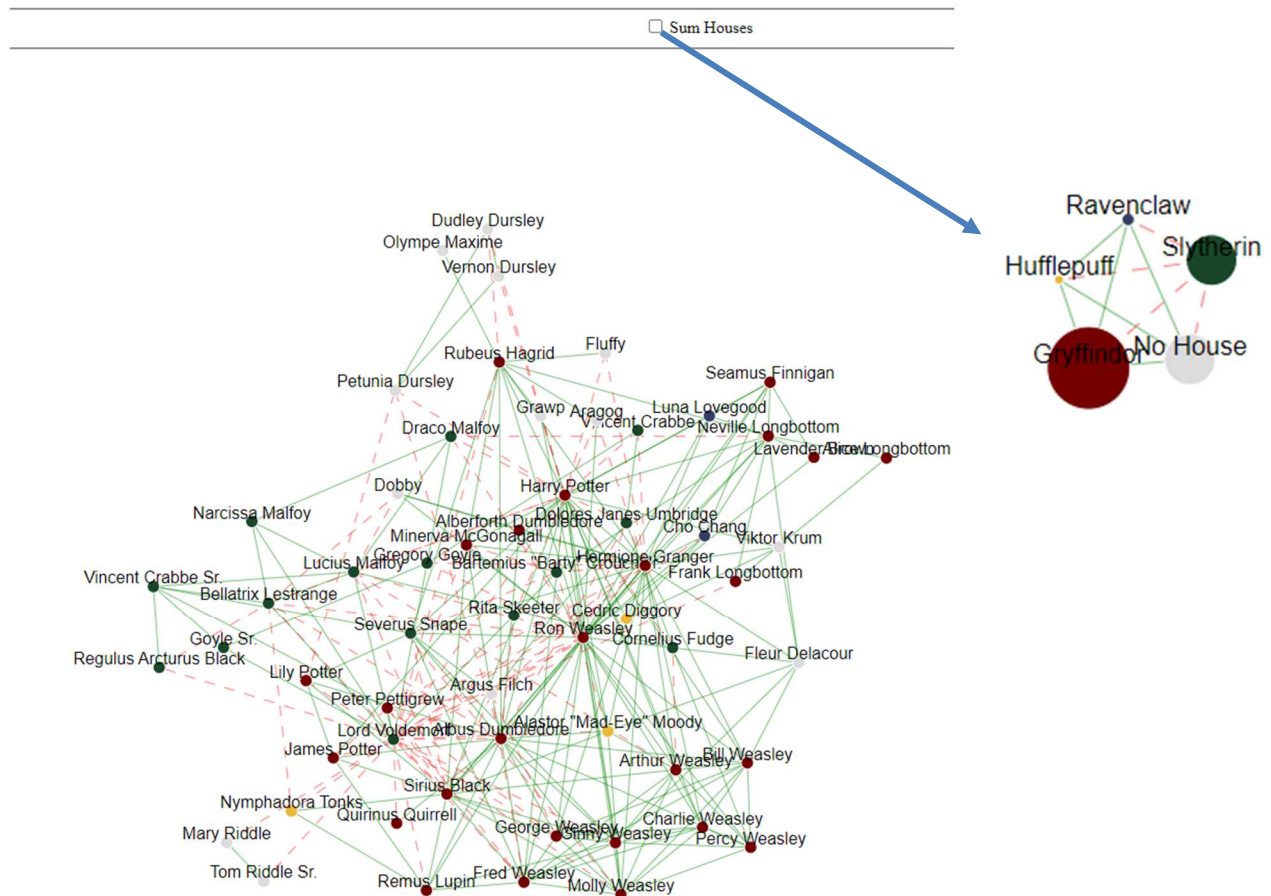 Sum Houses
Ravenclaw
Slytherin
Hufflepuff
Gryffindor
No House
Dudley Dursley
Olympe Maxime
Vernon Dursley
Rubeus Hagrid
Fluffy
Petunia Dursley
Seamus Finnigan
Grawp
Aragog
Luna Lovegood
Vincent Crabbe
Draco Malfoy
Neville Longbottom
Lavender Brown
Alice Longbottom
Dobby
Harry Potter
Narcissa Malfoy
Alberforth Dumbledore
Dolores Janes Umbridge
Cho Chang
Minerva McGonagall
Viktor Krum
Gregory Goyle
Hermione Granger
Lucius Malfoy
Bartemius "Barty" Crouch Jr.
Frank Longbottom
Vincent Crabbe Sr.
Bellatrix Lestrange
Rita Skeeter
Cedric Diggory
Severus Snape
Ron Weasley
Goyle Sr.
Cornelius Fudge
Regulus Arcturus Black
Fleur Delacour
Lily Potter
Argus Filch
Peter Pettigrew
Alastor "Mad-Eye" Moody
Lord Voldemort
Albus Dumbledore
James Potter
Arthur Weasley
Bill Weasley
Sirius Black
Nymphadora Tonks
Quirinus Quirrell
Charlie Weasley
George Weasley
Ginny Weasley
Mary Riddle
Percy Weasley
Tom Riddle Sr.
Remus Lupin
Fred Weasley
Molly Weasley